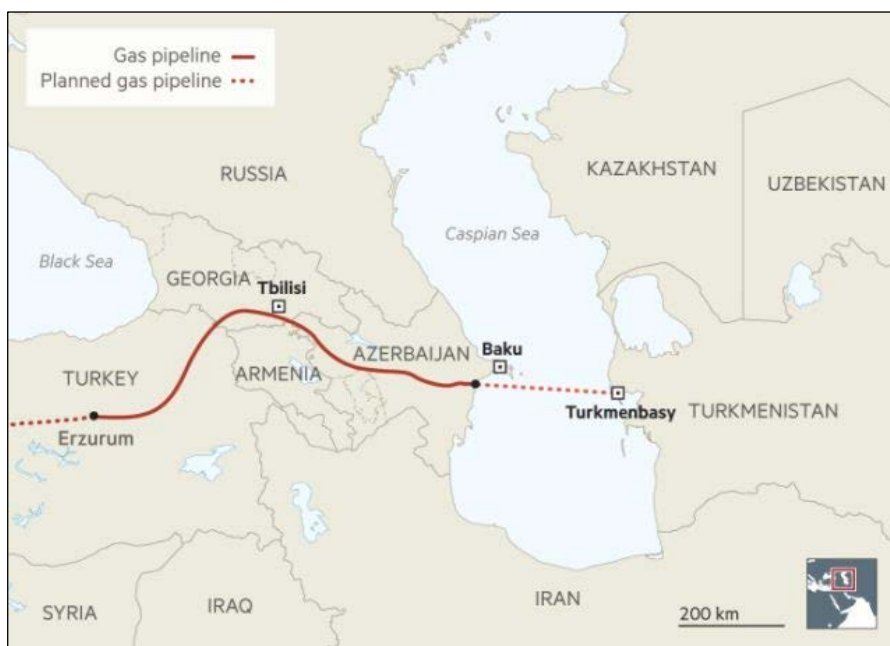 Gas pipeline
Planned gas pipeline
RUSSIA
KAZAKHSTAN
UZBEKISTAN
Caspian Sea
Black Sea
GEORGIA
Tbilisi
AZERBAIJAN
Baku
ARMENIA
TURKEY
Turkmenbasy
TURKMENISTAN
Erzurum
SYRIA
IRAQ
IRAN
200 km